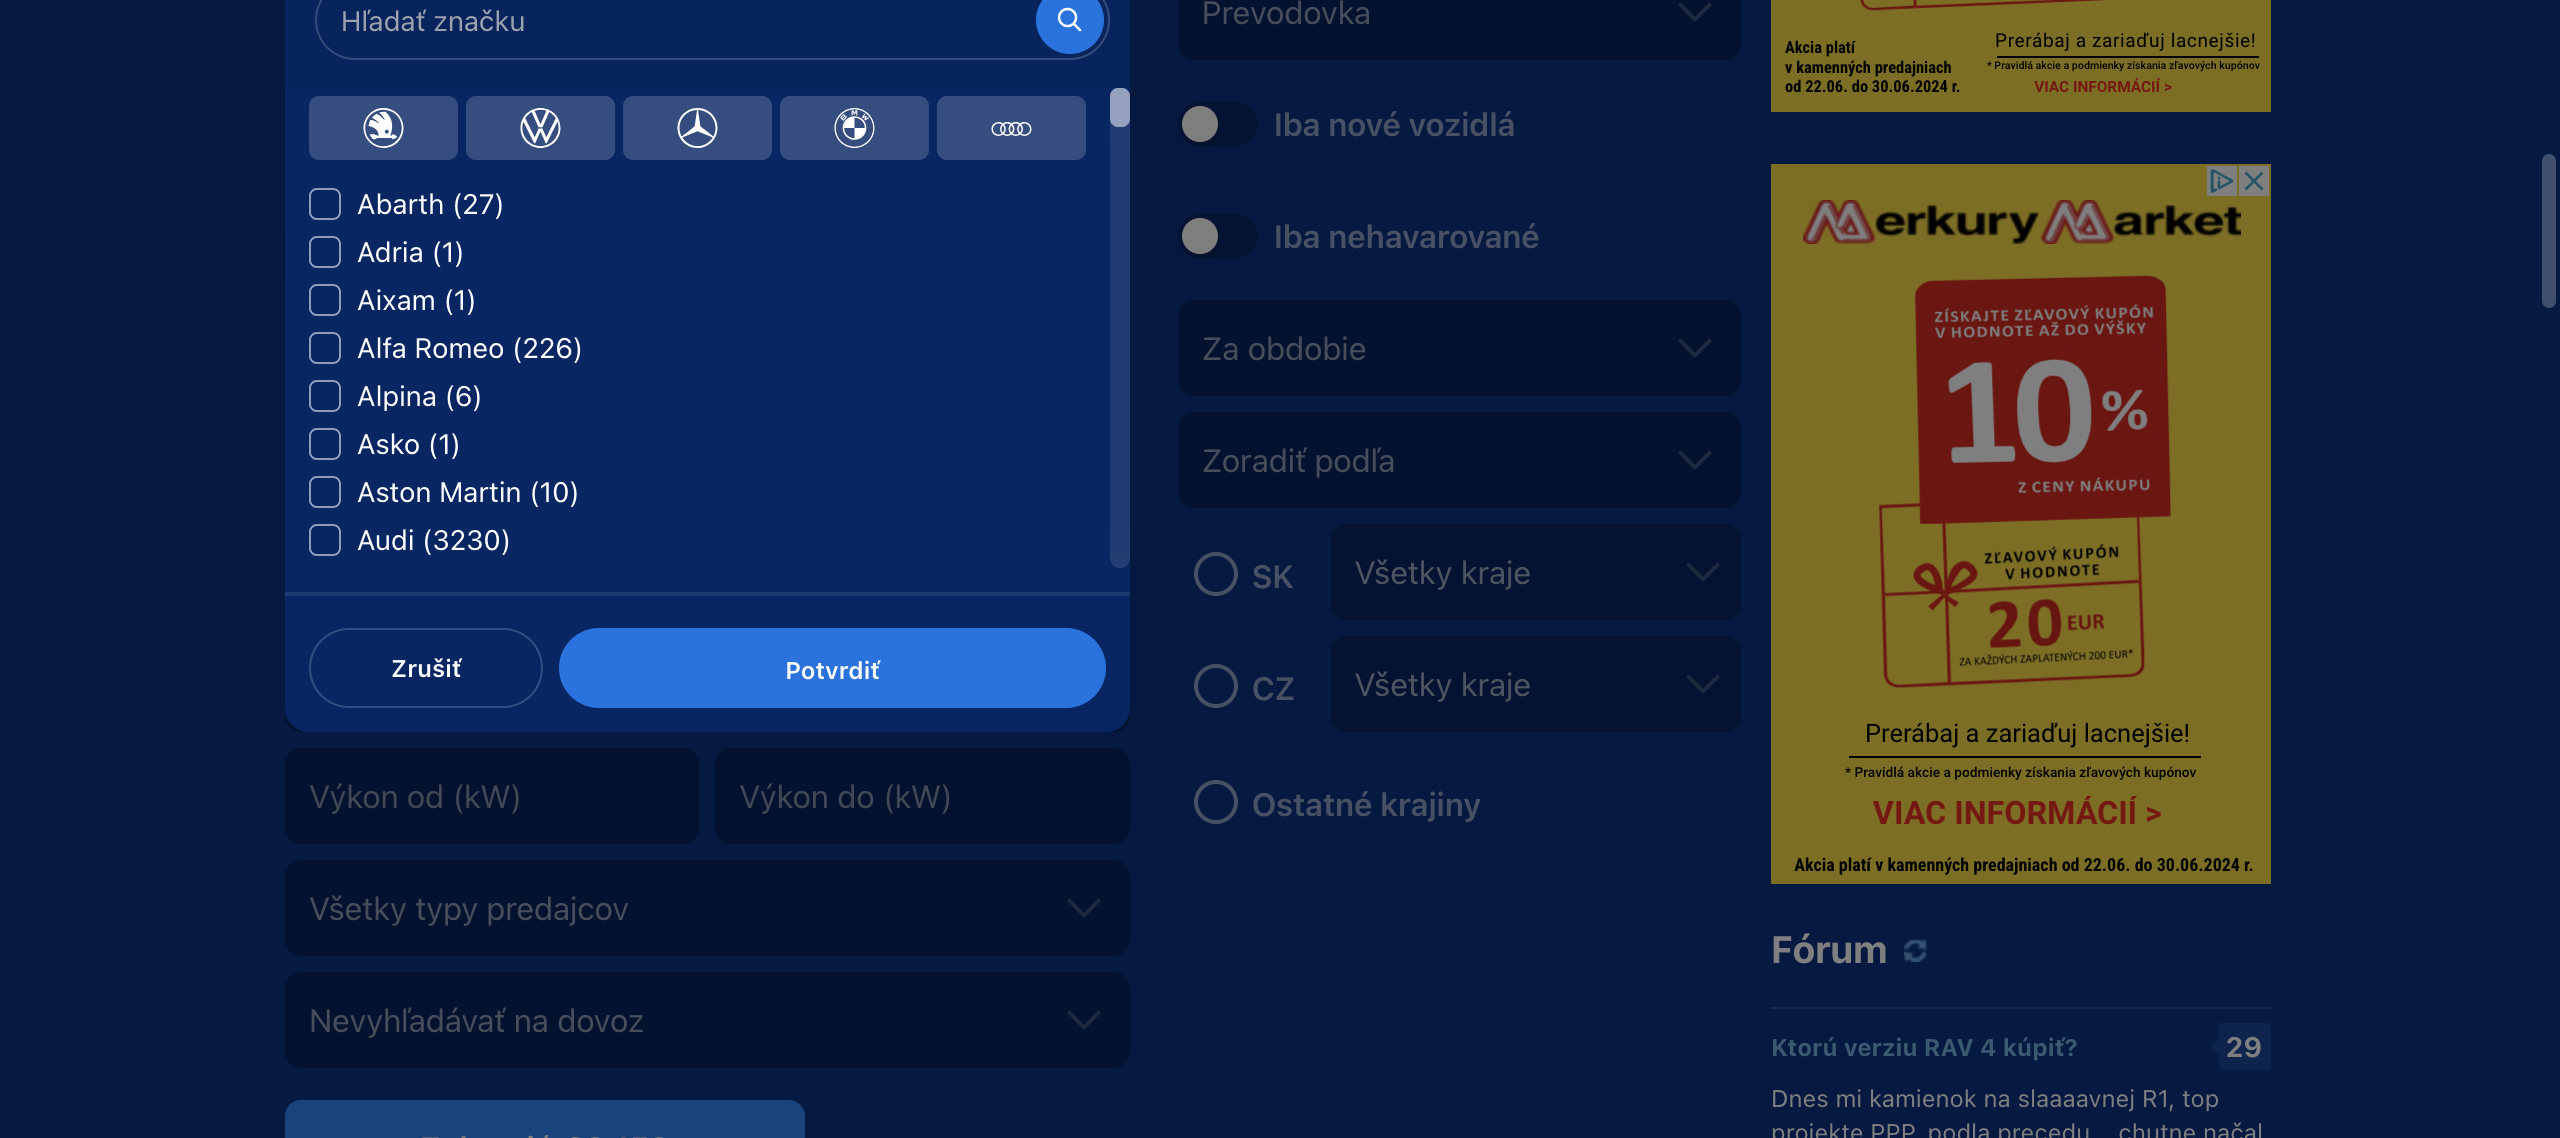 Hľadať značku
Abarth (27)
Adria (1)
Aixam (1)
Alfa Romeo (226)
Alpina (6)
Asko (1)
Aston Martin (10)
Audi (3230)
Zrušiť
Potvrdiť
Výkon od (kW)
Výkon do (kW)
Všetky typy predajcov
Nevyhľadávať na dovoz
Prevodovka
Iba nové vozidlá
Iba nehavarované
Za obdobie
Zoradiť podľa
SK
Všetky kraje
CZ
Všetky kraje
Ostatné krajiny
Akcia platí
v kamenných predajniach
od 22.06. do 30.06.2024 r.
Prerábaj a zariaďuj lacnejšie!
* Pravidlá akcie a podmienky získania zľavových kupónov
VIAC INFORMÁCIÍ >
Merkury Market
ZÍSKAJTE ZĽAVOVÝ KUPÓN
V HODNOTE AŽ DO VÝŠKY
10%
Z CENY NÁKUPU
ZĽAVOVÝ KUPÓN
V HODNOTE
20 EUR
ZA KAŽDÝCH ZAPLATENÝCH 200 EUR*
Prerábaj a zariaďuj lacnejšie!
* Pravidlá akcie a podmienky získania zľavových kupónov
VIAC INFORMÁCIÍ >
Akcia platí v kamenných predajniach od 22.06. do 30.06.2024 r.
Fórum
Ktorú verziu RAV 4 kúpiť?
29
Dnes mi kamienok na slaaaavnej R1, top
projekte PPP, podla precedu... chutne načal